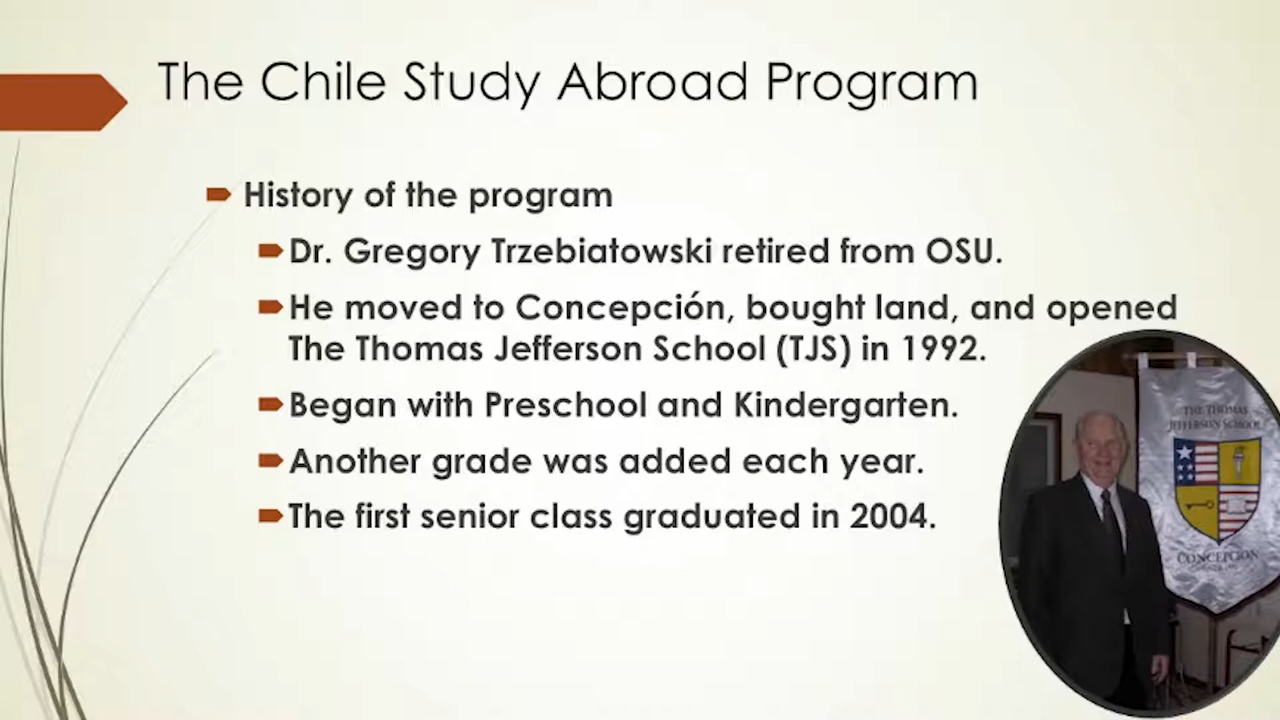 The Chile Study Abroad Program
History of the program
Dr. Gregory Trzebiatowski retired from OSU.
He moved to Concepción, bought land, and opened
The Thomas Jefferson School (TJS) in 1992.
Began with Preschool and Kindergarten.
Another grade was added each year.
The first senior class graduated in 2004.
THE THOMAS
JEFFERSON SCHOOL
CONCEPCION